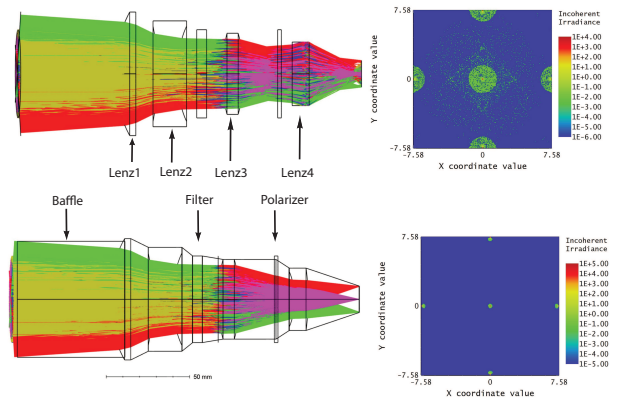 7.58
Incoherent
Irradiance
Y coordinate value
0
1E+4.00
1E+3.00
1E+2.00
1E+1.00
1E+0.00
1E-1.00
1E-2.00
1E-3.00
1E-4.00
1E-5.00
1E-6.00
-7.58
-7.58 0 7.58
X coordinate value
Lenz1 Lenz2 Lenz3 Lenz4
Baffle Filter Polarizer
7.58
Incoherent
Irradiance
Y coordinate value
0
1E+5.00
1E+4.00
1E+3.00
1E+2.00
1E+1.00
1E+0.00
1E-1.00
1E-2.00
1E-3.00
1E-4.00
1E-5.00
-7.58
-7.58 0 7.58
X coordinate value
50 mm